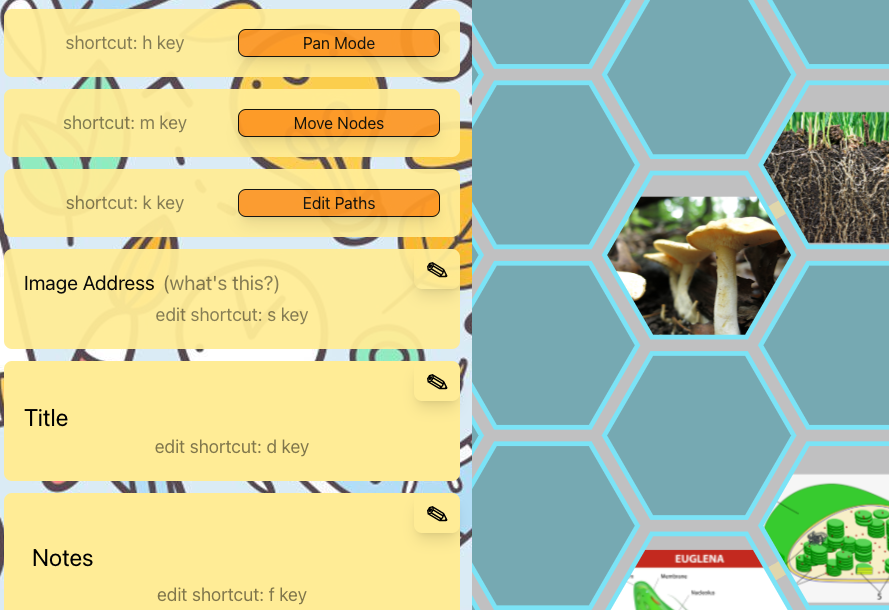 shortcut: h key
Pan Mode
shortcut: m key
Move Nodes
shortcut: k key
Edit Paths
Image Address (what's this?)
edit shortcut: s key
Title
edit shortcut: d key
Notes
edit shortcut: f key
EUGLENA
Membrane
Nucleolus
S